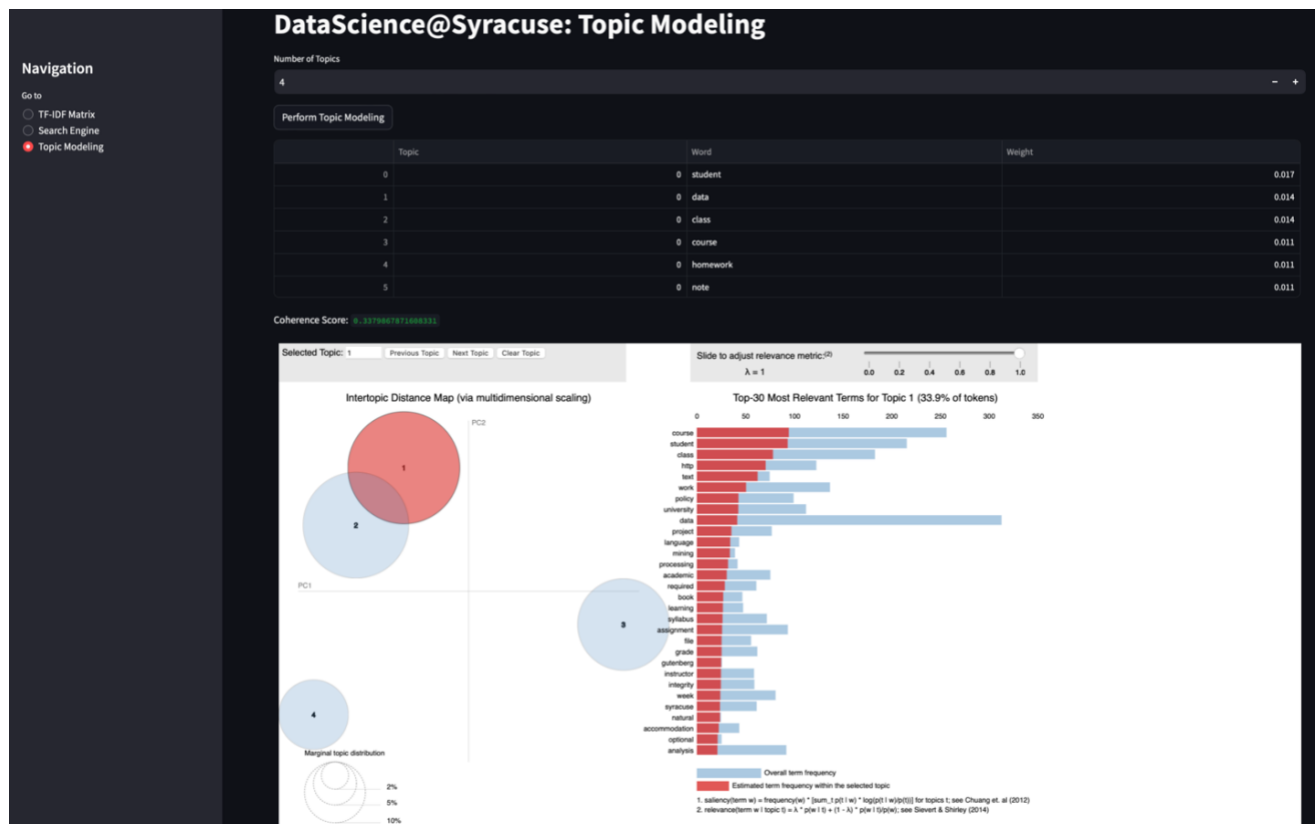 DataScience@Syracuse: Topic Modeling
Navigation
Go to
TF-IDF Matrix
Search Engine
Topic Modeling
Number of Topics
4 − +
Perform Topic Modeling
Topic Word Weight
0 0 student 0.017
1 0 data 0.014
2 0 class 0.014
3 0 course 0.011
4 0 homework 0.011
5 0 note 0.011
Coherence Score:
Selected Topic: 1 Previous Topic Next Topic Clear Topic
Slide to adjust relevance metric:(2)
λ = 1
0.0 0.2 0.4 0.6 0.8 1.0
Intertopic Distance Map (via multidimensional scaling)
PC2
PC1
1
2
3
4
Marginal topic distribution
2%
5%
10%
Top-30 Most Relevant Terms for Topic 1 (33.9% of tokens)
0 50 100 150 200 250 300 350
course
student
class
http
text
work
policy
university
data
project
language
mining
processing
academic
required
book
learning
syllabus
assignment
file
grade
gutenberg
instructor
integrity
week
syracuse
natural
accommodation
optional
analysis
Overall term frequency
Estimated term frequency within the selected topic
1. saliency(term w) = frequency(w) * [sum_t p(t | w) * log(p(t | w)/p(t))] for topics t; see Chuang et. al (2012)
2. relevance(term w | topic t) = λ * p(w | t) + (1 - λ) * p(w | t)/p(w); see Sievert & Shirley (2014)